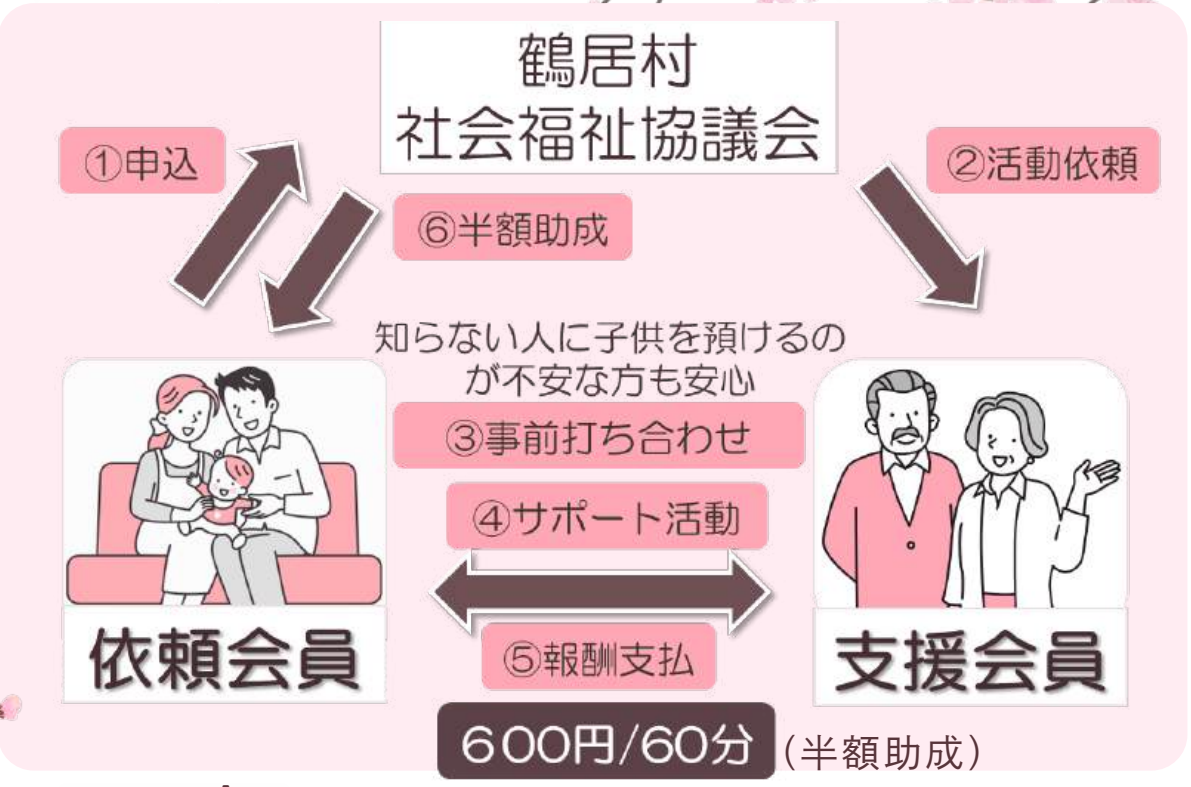 鶴居村
社会福祉協議会
①申込
②活動依頼
⑥半額助成
知らない人に子供を預けるの
が不安な方も安心
③事前打ち合わせ
④サポート活動
⑤報酬支払
依頼会員
支援会員
600円/60分 (半額助成)